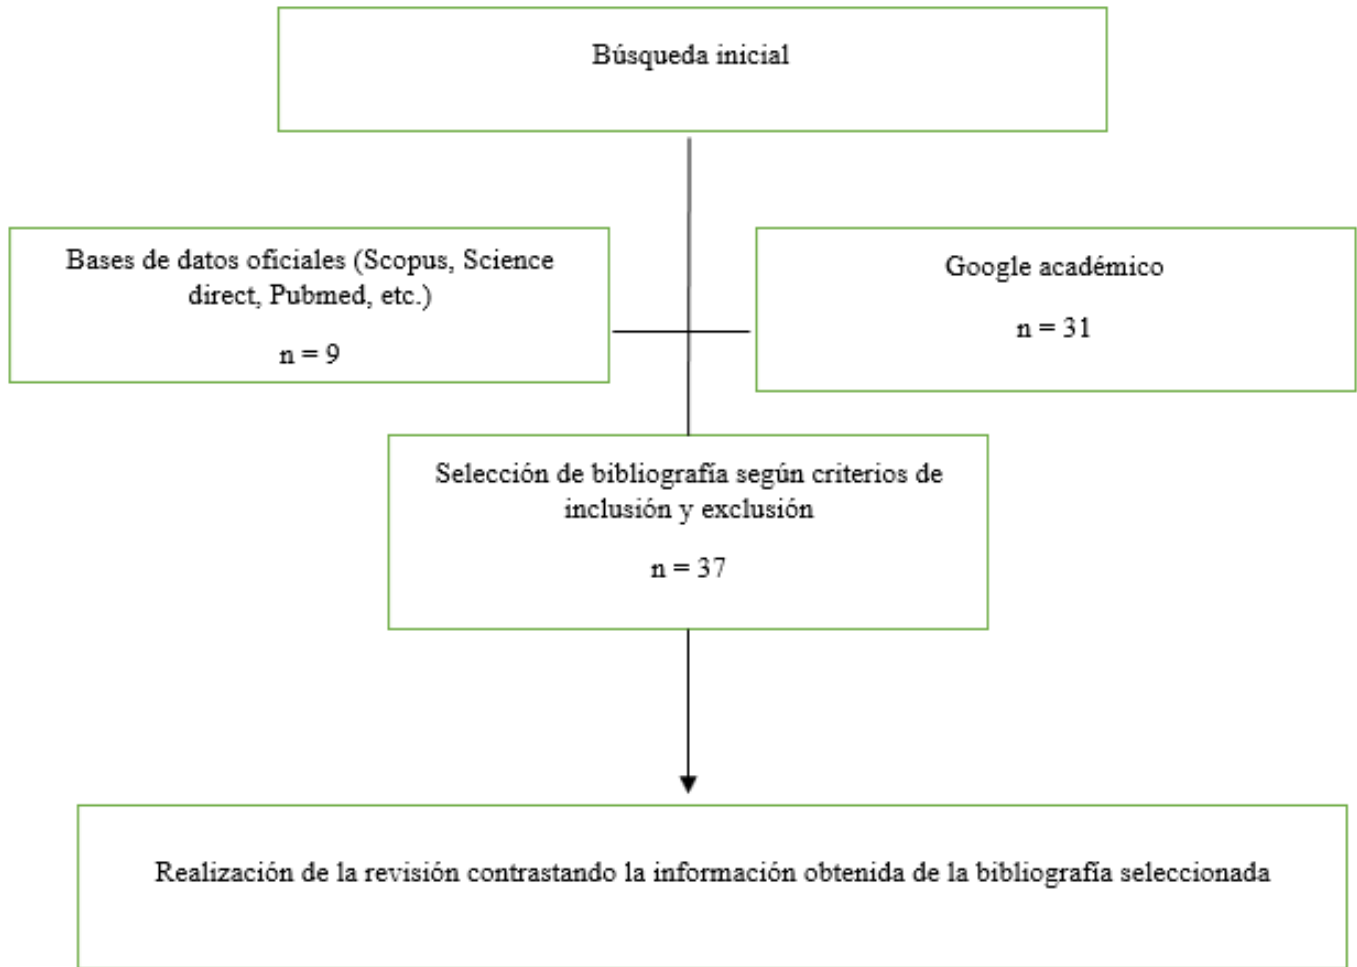 Búsqueda inicial
Bases de datos oficiales (Scopus, Science
direct, Pubmed, etc.)
n = 9
Google académico
n = 31
Selección de bibliografía según criterios de
inclusión y exclusión
n = 37
Realización de la revisión contrastando la información obtenida de la bibliografía seleccionada